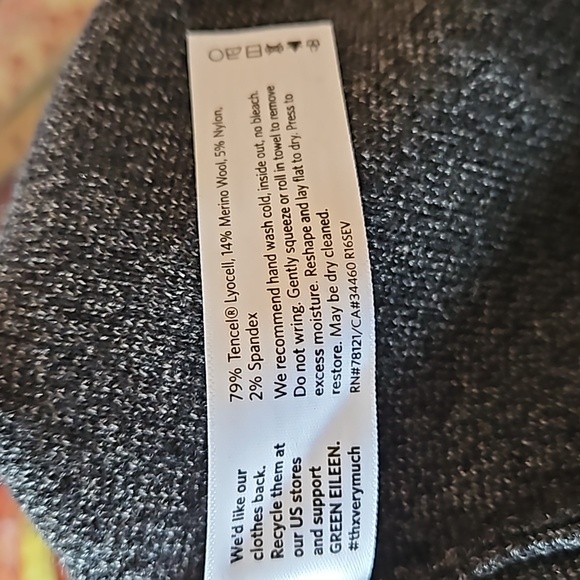 79% Tencel® Lyocell, 14% Merino Wool, 5% Nylon,
2% Spandex
We recommend hand wash cold, inside out, no bleach.
Do not wring. Gently squeeze or roll in towel to remove
excess moisture. Reshape and lay flat to dry. Press to
restore. May be dry cleaned.
RN#78121/CA#34460 R16SEV
We'd like our
clothes back.
Recycle them at
our US stores
and support
GREEN EILEEN.
#thxverymuch